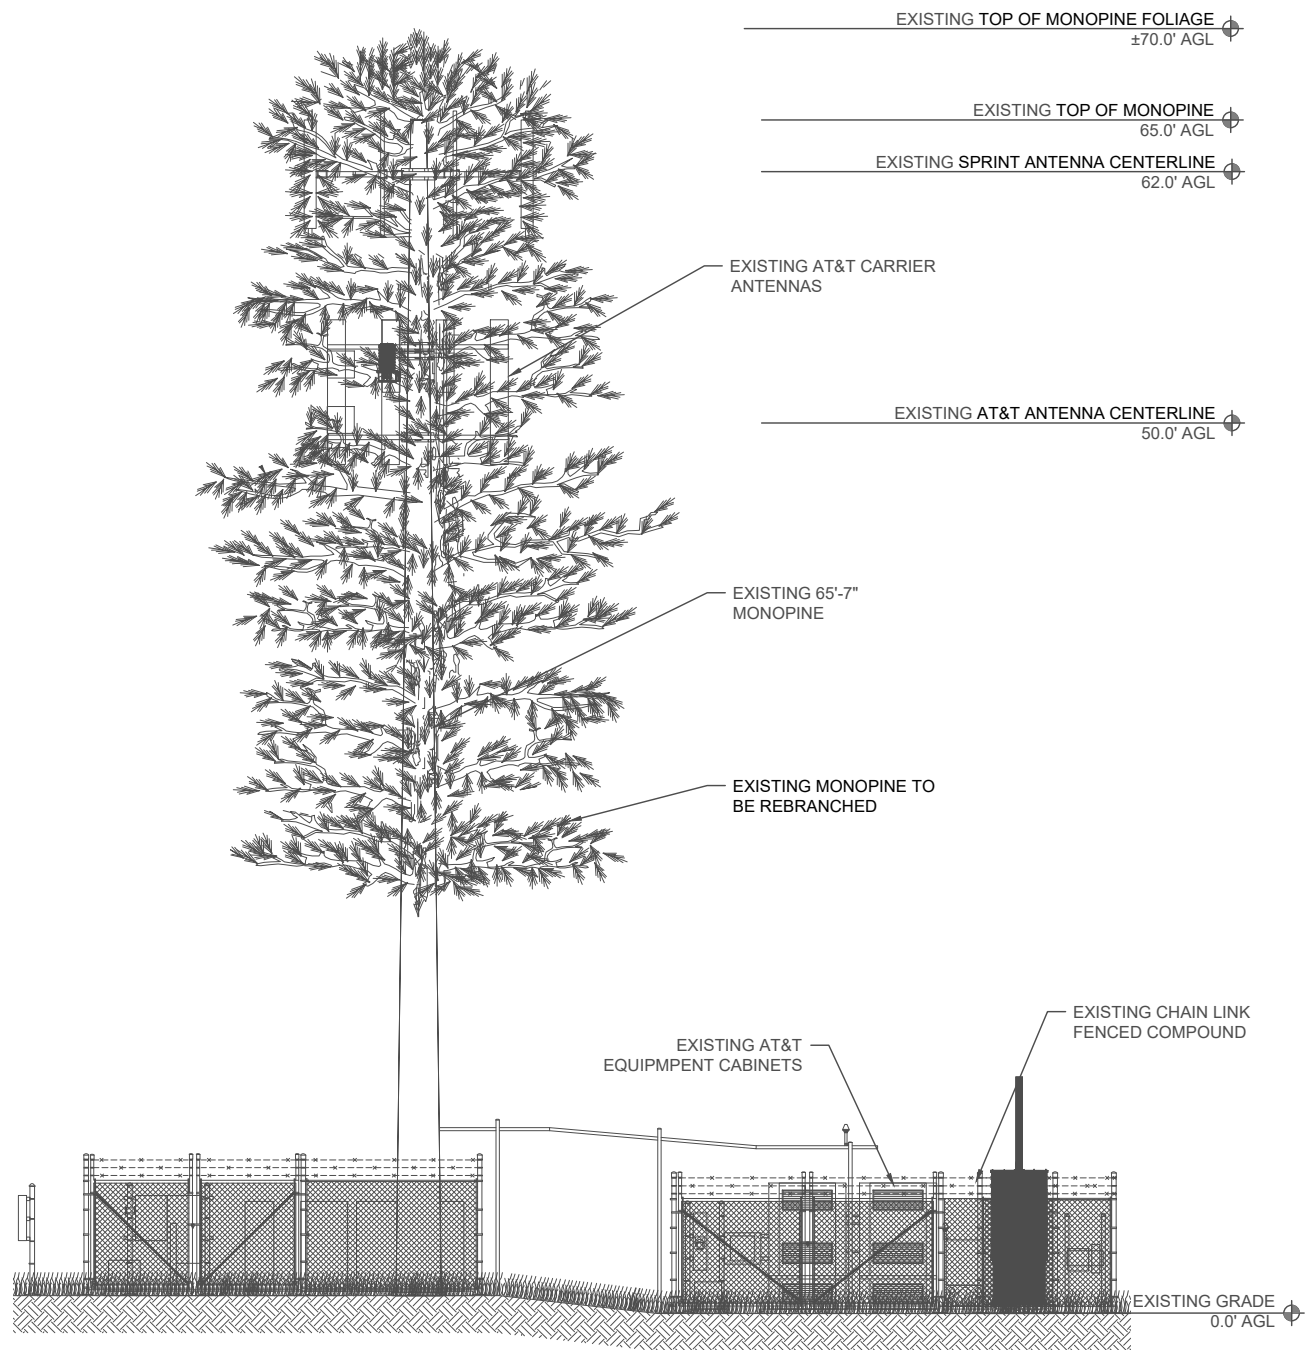 EXISTING TOP OF MONOPINE FOLIAGE
±70.0' AGL
EXISTING TOP OF MONOPINE
65.0' AGL
EXISTING SPRINT ANTENNA CENTERLINE
62.0' AGL
EXISTING AT&T CARRIER
ANTENNAS
EXISTING AT&T ANTENNA CENTERLINE
50.0' AGL
EXISTING 65'-7"
MONOPINE
EXISTING MONOPINE TO
BE REBRANCHED
EXISTING CHAIN LINK
FENCED COMPOUND
EXISTING AT&T
EQUIPMPENT CABINETS
EXISTING GRADE
0.0' AGL